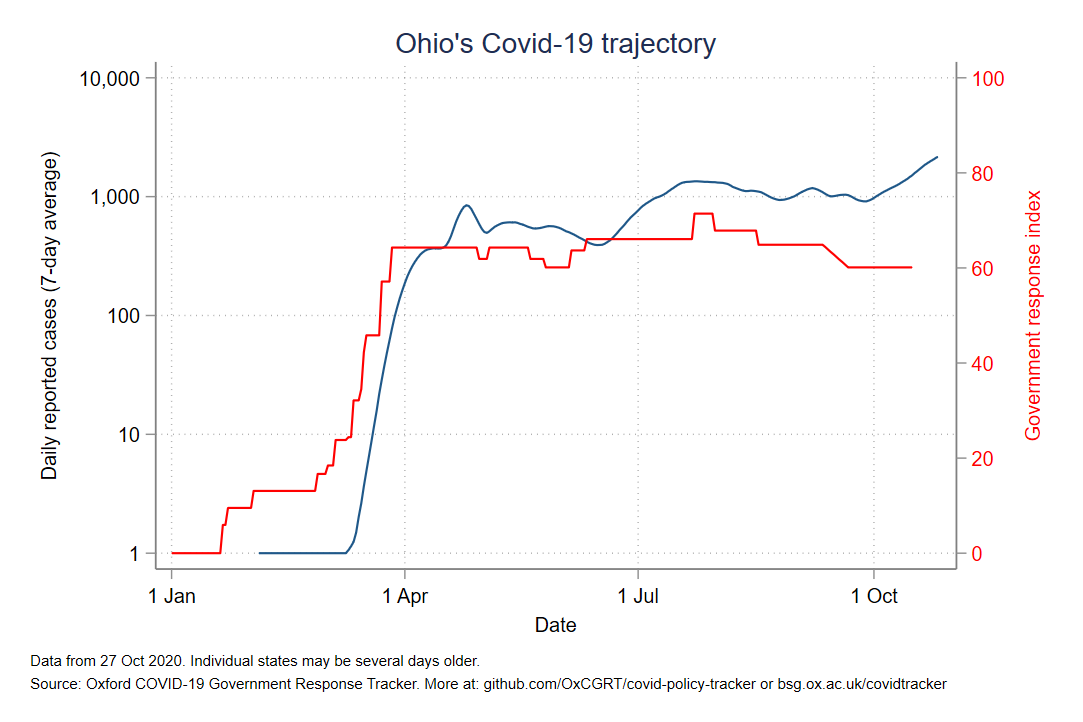 Ohio's Covid-19 trajectory
10,000
1,000
100
10
1
Daily reported cases (7-day average)
100
80
60
40
20
0
Government response index
1 Jan
1 Apr
1 Jul
1 Oct
Date
Data from 27 Oct 2020. Individual states may be several days older.
Source: Oxford COVID-19 Government Response Tracker. More at: github.com/OxCGRT/covid-policy-tracker or bsg.ox.ac.uk/covidtracker